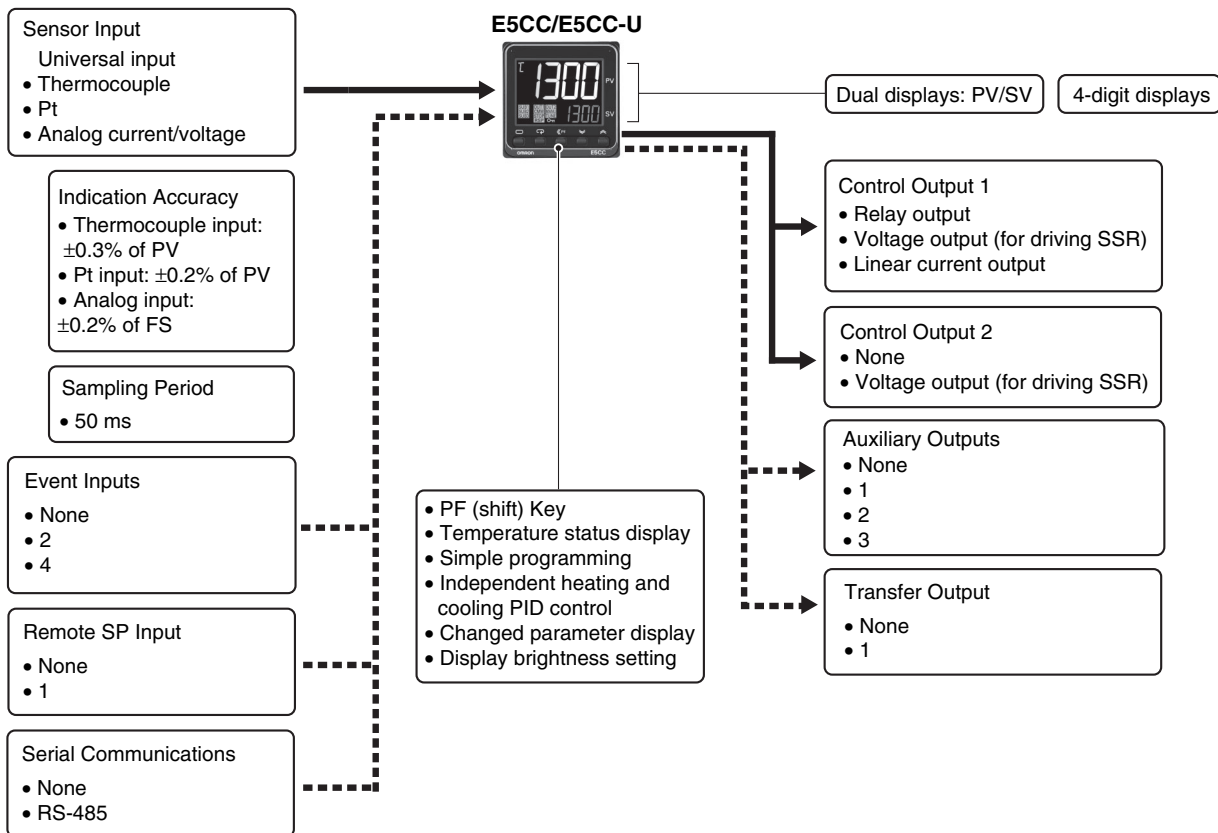 E5CC/E5CC-U
Sensor Input
Universal input
• Thermocouple
• Pt
• Analog current/voltage
Indication Accuracy
• Thermocouple input:
±0.3% of PV
• Pt input: ±0.2% of PV
• Analog input:
±0.2% of FS
Sampling Period
• 50 ms
Event Inputs
• None
• 2
• 4
Remote SP Input
• None
• 1
Serial Communications
• None
• RS-485
1300
PV
1300
SV
OMRON
E5CC
• PF (shift) Key
• Temperature status display
• Simple programming
• Independent heating and
cooling PID control
• Changed parameter display
• Display brightness setting
Dual displays: PV/SV
4-digit displays
Control Output 1
• Relay output
• Voltage output (for driving SSR)
• Linear current output
Control Output 2
• None
• Voltage output (for driving SSR)
Auxiliary Outputs
• None
• 1
• 2
• 3
Transfer Output
• None
• 1